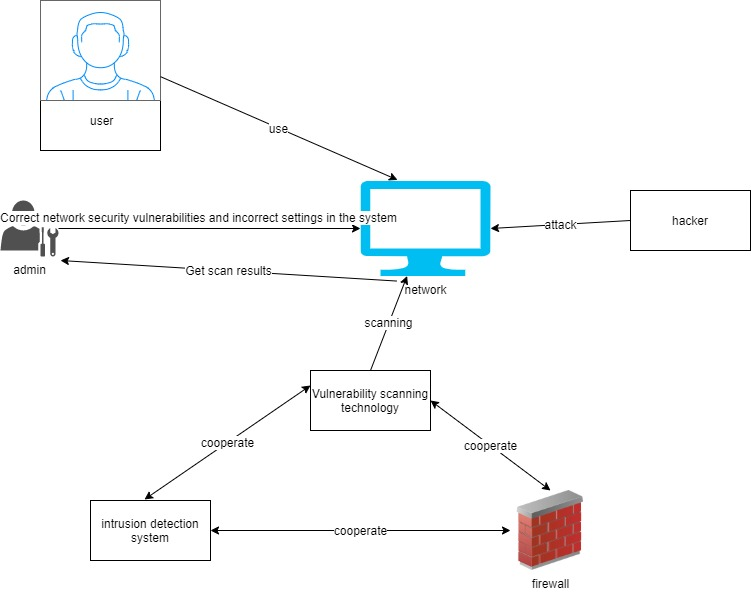 user
use
Correct network security vulnerabilities and incorrect settings in the system
attack
hacker
admin
Get scan results
network
scanning
Vulnerability scanning
technology
cooperate
cooperate
intrusion detection
system
cooperate
firewall